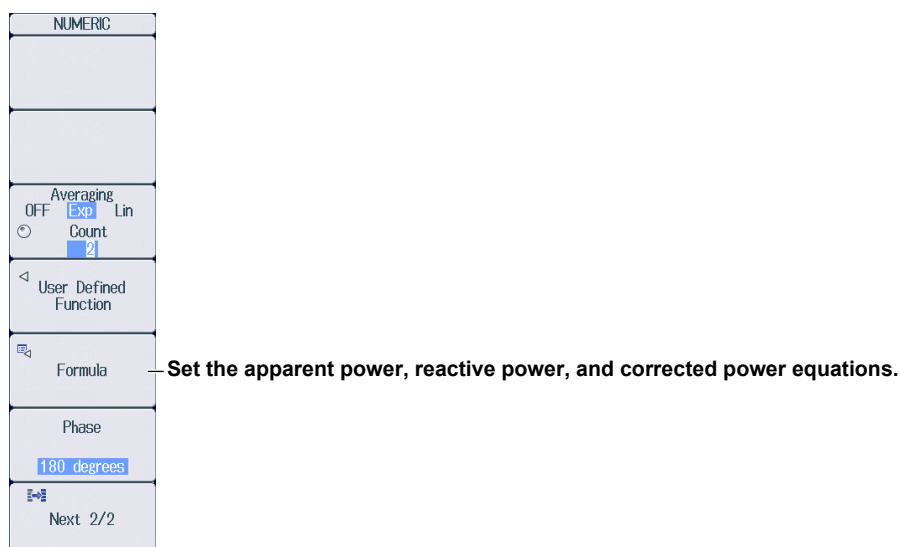 NUMERIC
Averaging
OFF Exp Lin
Count
2
User Defined
Function
Formula
Set the apparent power, reactive power, and corrected power equations.
Phase
180 degrees
Next 2/2